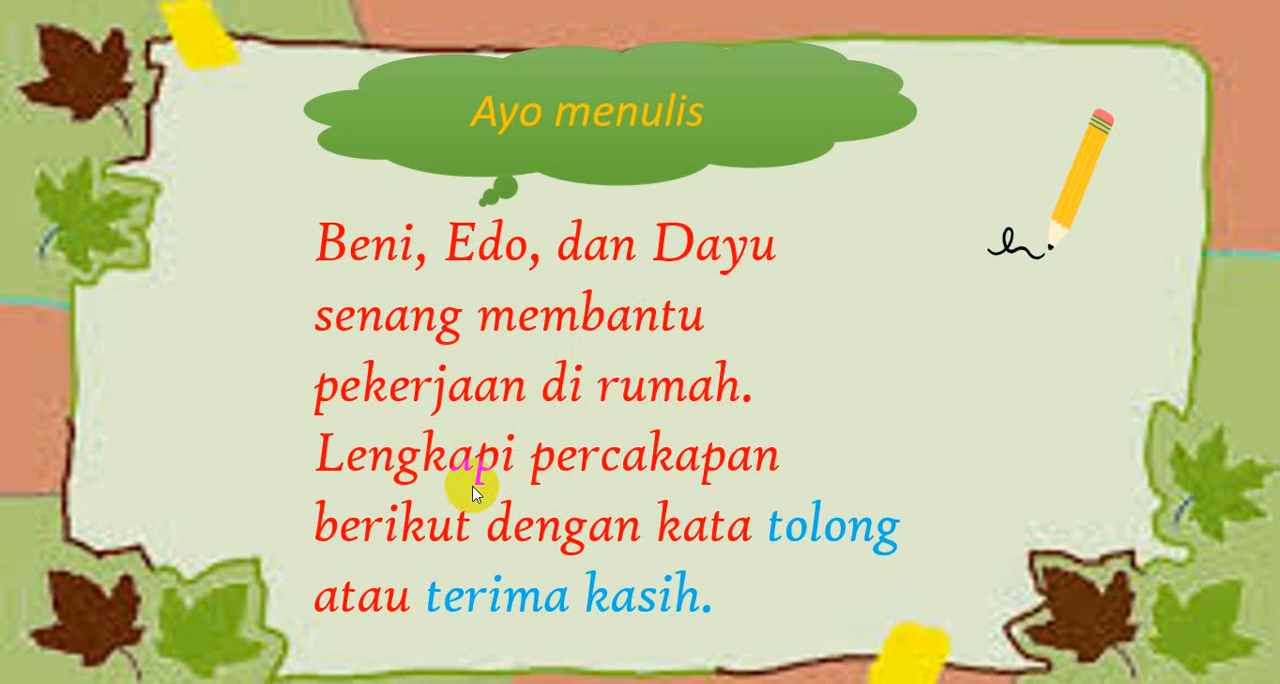 Ayo menulis
Beni, Edo, dan Dayu
senang membantu
pekerjaan di rumah.
Lengkapi percakapan
berikut dengan kata tolong
atau terima kasih.